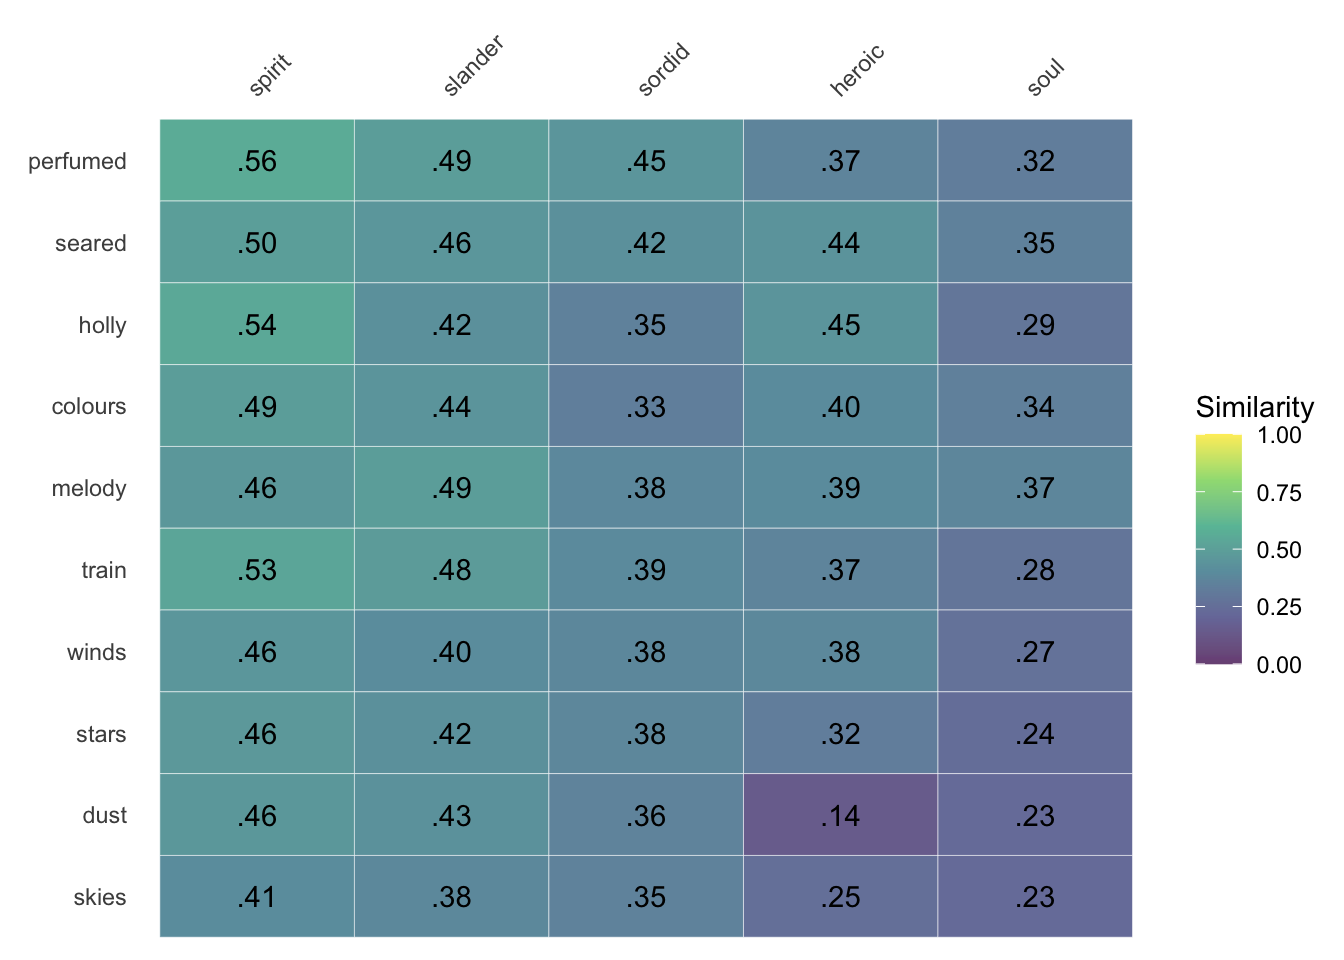 spirit slander sordid heroic soul
perfumed .56 .49 .45 .37 .32
seared .50 .46 .42 .44 .35
holly .54 .42 .35 .45 .29
colours .49 .44 .33 .40 .34
melody .46 .49 .38 .39 .37
train .53 .48 .39 .37 .28
winds .46 .40 .38 .38 .27
stars .46 .42 .38 .32 .24
dust .46 .43 .36 .14 .23
skies .41 .38 .35 .25 .23
Similarity
1.00
0.75
0.50
0.25
0.00